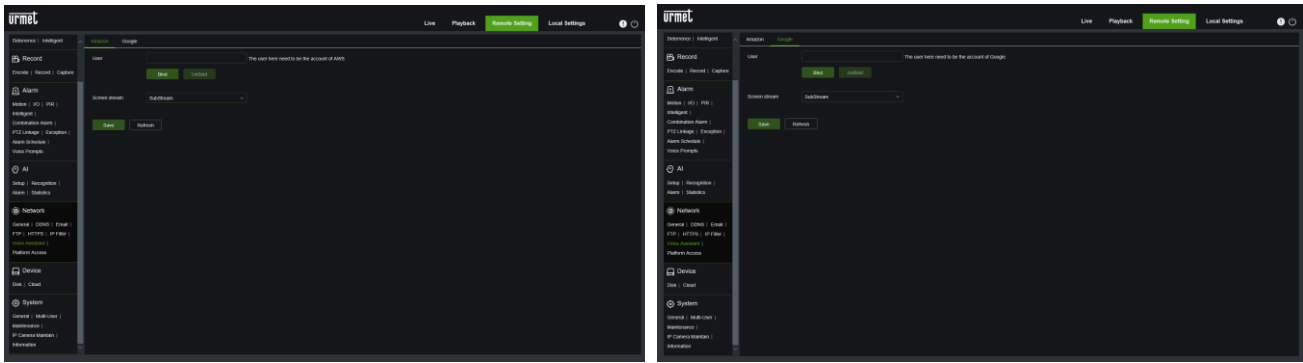 urmet
Live Playback Remote Setting Local Settings
Deterrence | Intelligent
Amazon Google
Record
Encode | Record | Capture
User The user here need to be the account of AWS.
Bind UnBind
Alarm
Motion | I/O | PIR |
Intelligent |
Combination Alarm |
PTZ Linkage | Exception |
Alarm Schedule |
Voice Prompts
Screen stream SubStream
Save Refresh
AI
Setup | Recognition |
Alarm | Statistics
Network
General | DDNS | Email |
FTP | HTTPS | IP Filter |
Voice Assistant |
Platform Access
Device
Disk | Cloud
System
General | Multi-User |
Maintenance |
IP Camera Maintain |
Information
urmet
Live Playback Remote Setting Local Settings
Deterrence | Intelligent
Amazon Google
Record
Encode | Record | Capture
User The user here need to be the account of Google.
Bind UnBind
Alarm
Motion | I/O | PIR |
Intelligent |
Combination Alarm |
PTZ Linkage | Exception |
Alarm Schedule |
Voice Prompts
Screen stream SubStream
Save Refresh
AI
Setup | Recognition |
Alarm | Statistics
Network
General | DDNS | Email |
FTP | HTTPS | IP Filter |
Voice Assistant |
Platform Access
Device
Disk | Cloud
System
General | Multi-User |
Maintenance |
IP Camera Maintain |
Information